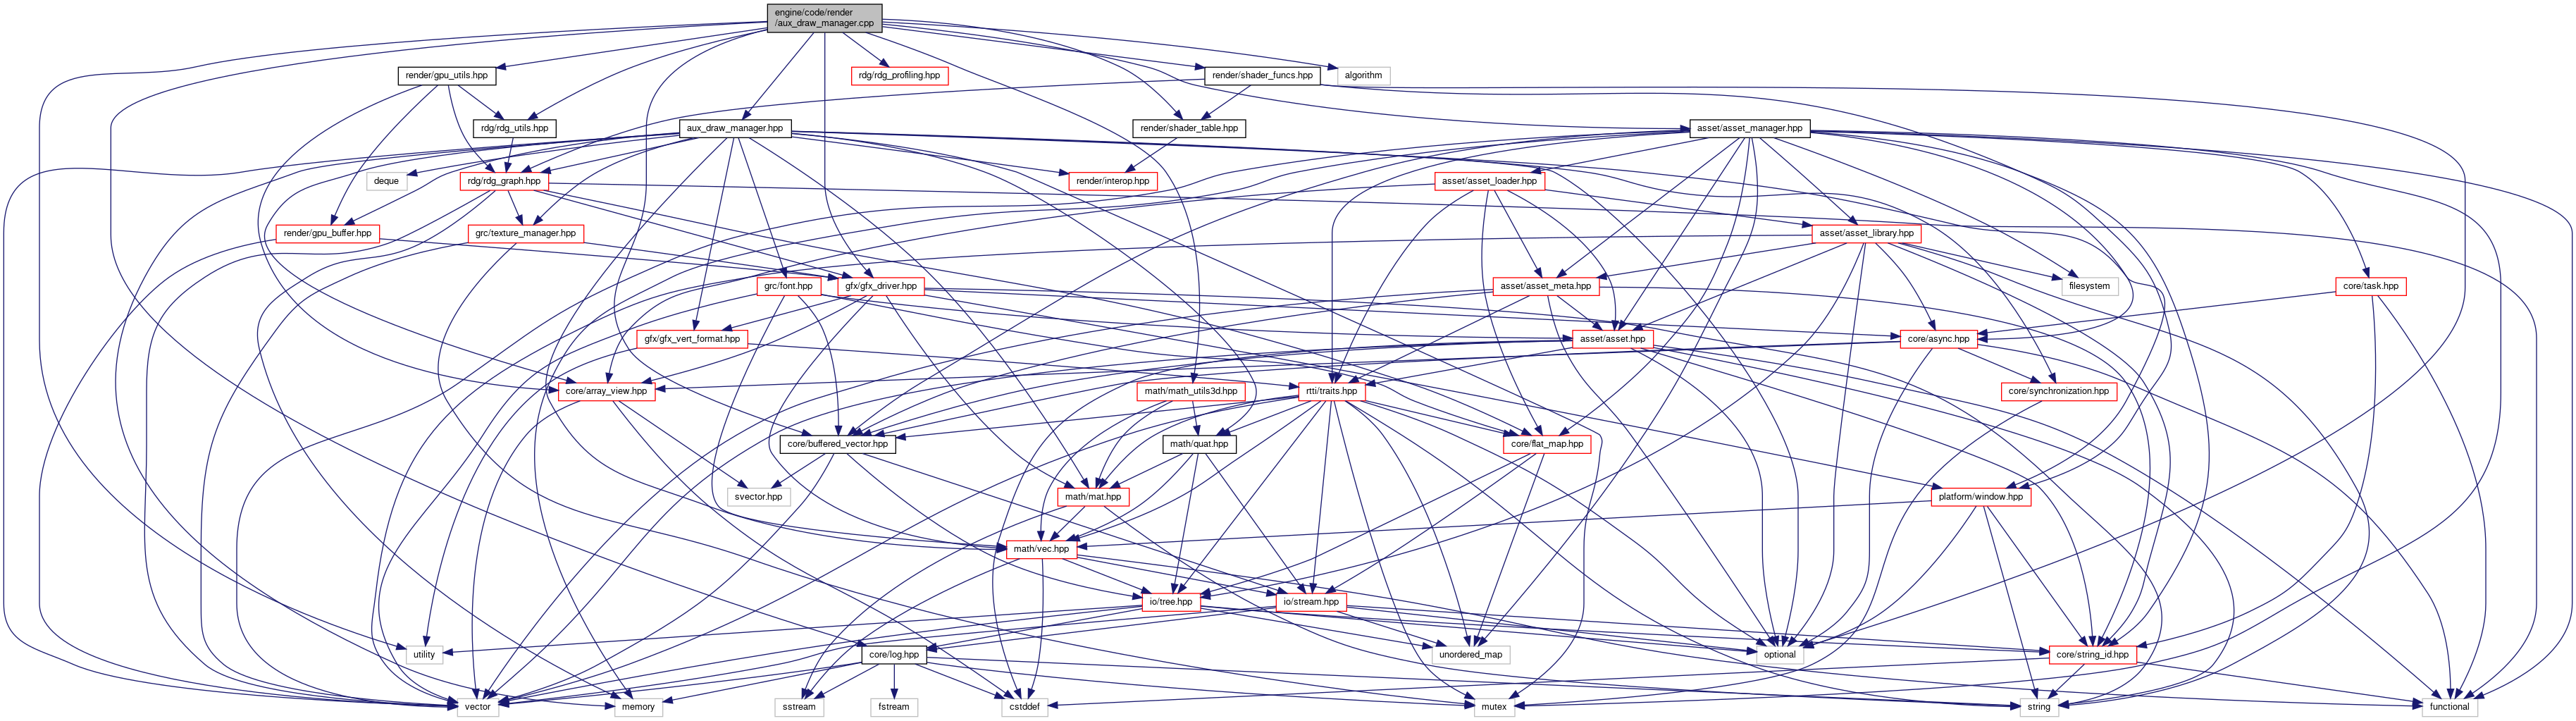 engine/code/render
/aux_draw_manager.cpp
render/gpu_utils.hpp
rdg/rdg_profiling.hpp
render/shader_funcs.hpp
algorithm
rdg/rdg_utils.hpp
aux_draw_manager.hpp
render/shader_table.hpp
asset/asset_manager.hpp
deque
rdg/rdg_graph.hpp
render/interop.hpp
asset/asset_loader.hpp
render/gpu_buffer.hpp
grc/texture_manager.hpp
asset/asset_library.hpp
grc/font.hpp
gfx/gfx_driver.hpp
asset/asset_meta.hpp
filesystem
core/task.hpp
gfx/gfx_vert_format.hpp
asset/asset.hpp
core/async.hpp
core/array_view.hpp
math/math_utils3d.hpp
rtti/traits.hpp
core/synchronization.hpp
core/buffered_vector.hpp
math/quat.hpp
core/flat_map.hpp
svector.hpp
math/mat.hpp
platform/window.hpp
math/vec.hpp
io/tree.hpp
io/stream.hpp
utility
core/log.hpp
unordered_map
optional
core/string_id.hpp
vector
memory
sstream
fstream
cstddef
mutex
string
functional